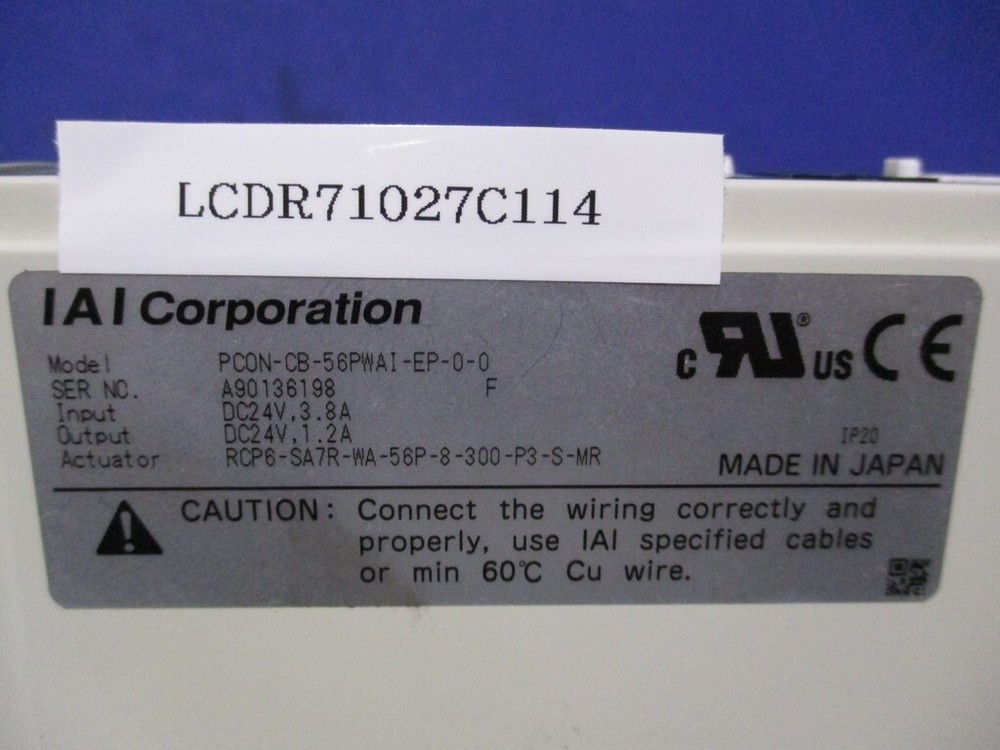 LCDR71027C114
IAI Corporation
Model PCON-CB-56PWAI-EP-0-0
SER NO. A90136198 F
Input DC24V,3.8A
Output DC24V,1.2A
Actuator RCP6-SA7R-WA-56P-8-300-P3-S-MR
C RU ® US CE
IP20
MADE IN JAPAN
CAUTION: Connect the wiring correctly and
properly, use IAI specified cables
or min 60℃ Cu wire.